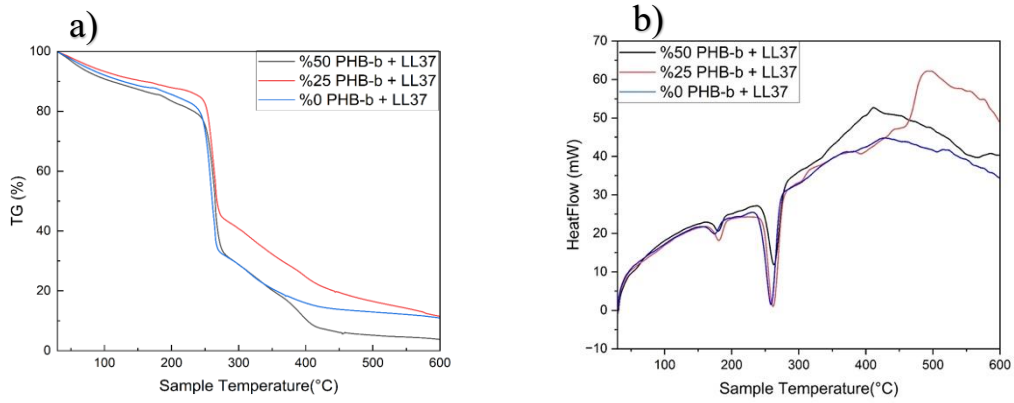 a)
100
80
60
40
20
0
TG (%)
%50 PHB-b + LL37
%25 PHB-b + LL37
%0 PHB-b + LL37
100 200 300 400 500 600
Sample Temperature(°C)
b)
70
60
50
40
30
20
10
0
−10
HeatFlow (mW)
%50 PHB-b + LL37
%25 PHB-b + LL37
%0 PHB-b + LL37
100 200 300 400 500 600
Sample Temperature(°C)